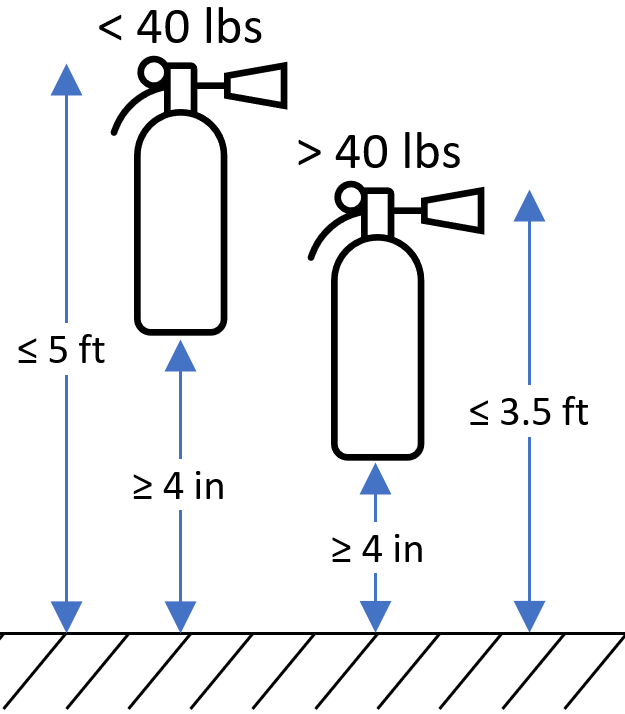 < 40 lbs
> 40 lbs
≤ 5 ft
≤ 3.5 ft
≥ 4 in
≥ 4 in